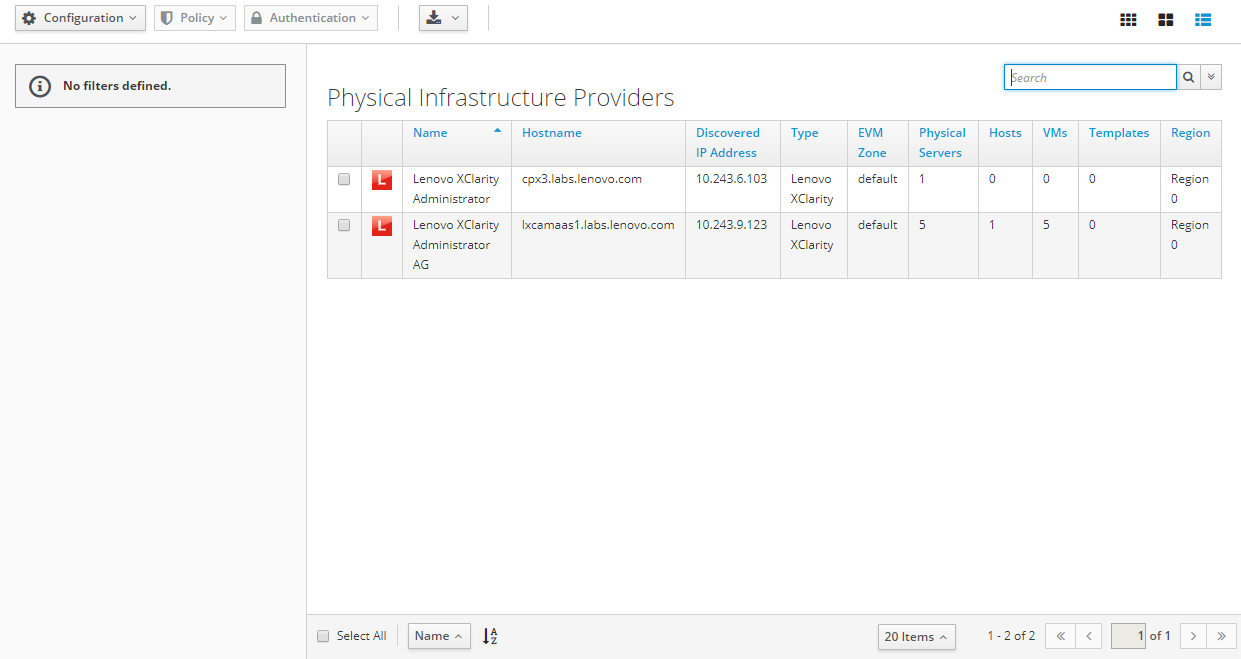 Configuration Policy Authentication
No filters defined.
Search
Physical Infrastructure Providers
Name Hostname Discovered IP Address Type EVM Zone Physical Servers Hosts VMs Templates Region
L Lenovo XClarity Administrator cpx3.labs.lenovo.com 10.243.6.103 Lenovo XClarity default 1 0 0 0 Region 0
L Lenovo XClarity Administrator AG lxcamaas1.labs.lenovo.com 10.243.9.123 Lenovo XClarity default 5 1 5 0 Region 0
Select All Name A Z 20 Items 1 - 2 of 2 1 of 1